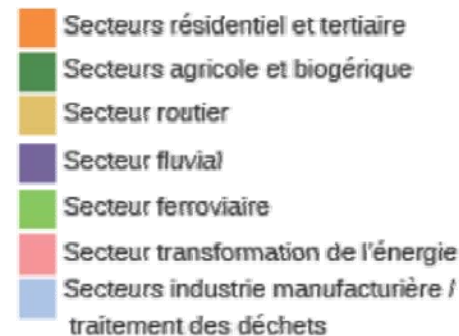 Secteurs résidentiel et tertiaire
Secteurs agricole et biogérique
Secteur routier
Secteur fluvial
Secteur ferroviaire
Secteur transformation de l'énergie
Secteurs industrie manufacturière /
traitement des déchets